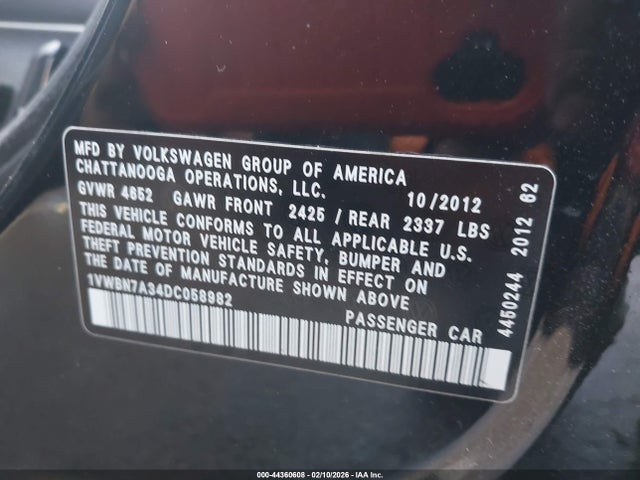 MFD BY VOLKSWAGEN GROUP OF AMERICA
CHATTANOOGA OPERATIONS, LLC. 10/2012
GVWR 4652 GAWR FRONT 2425 / REAR 2337 LBS
THIS VEHICLE CONFORMS TO ALL APPLICABLE U.S.
FEDERAL MOTOR VEHICLE SAFETY, BUMPER AND
THEFT PREVENTION STANDARDS IN EFFECT ON
THE DATE OF MANUFACTURE SHOWN ABOVE
1VWBN7A34DC058982
PASSENGER CAR
4450244 2012 62
000-44360608 - 02/10/2026 - IAA Inc.